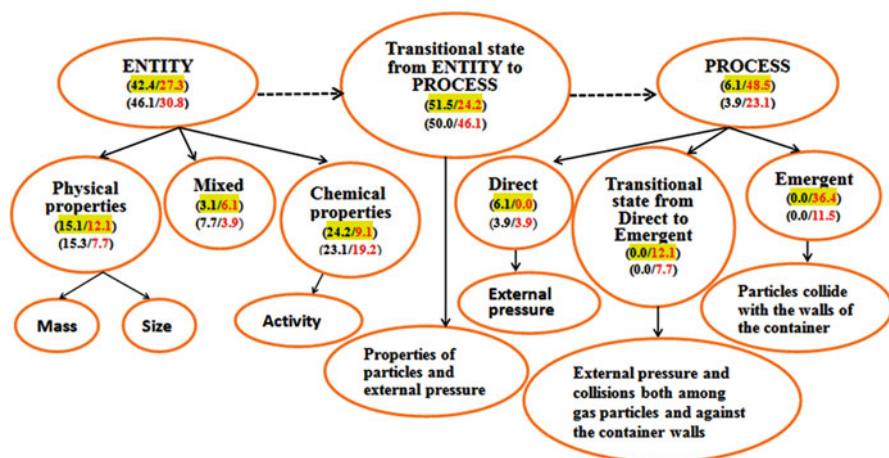 ENTITY
(42.4/27.3)
(46.1/30.8)
Transitional state
from ENTITY to
PROCESS
(51.5/24.2)
(50.0/46.1)
PROCESS
(6.1/48.5)
(3.9/23.1)
Physical
properties
(15.1/12.1)
(15.3/7.7)
Mixed
(3.1/6.1)
(7.7/3.9)
Chemical
properties
(24.2/9.1)
(23.1/19.2)
Direct
(6.1/0.0)
(3.9/3.9)
Transitional
state from
Direct to
Emergent
(0.0/12.1)
(0.0/7.7)
Emergent
(0.0/36.4)
(0.0/11.5)
Mass
Size
Activity
Properties of
particles and
external pressure
External
pressure
External pressure and
collisions both among
gas particles and against
the container walls
Particles collide
with the walls of
the container